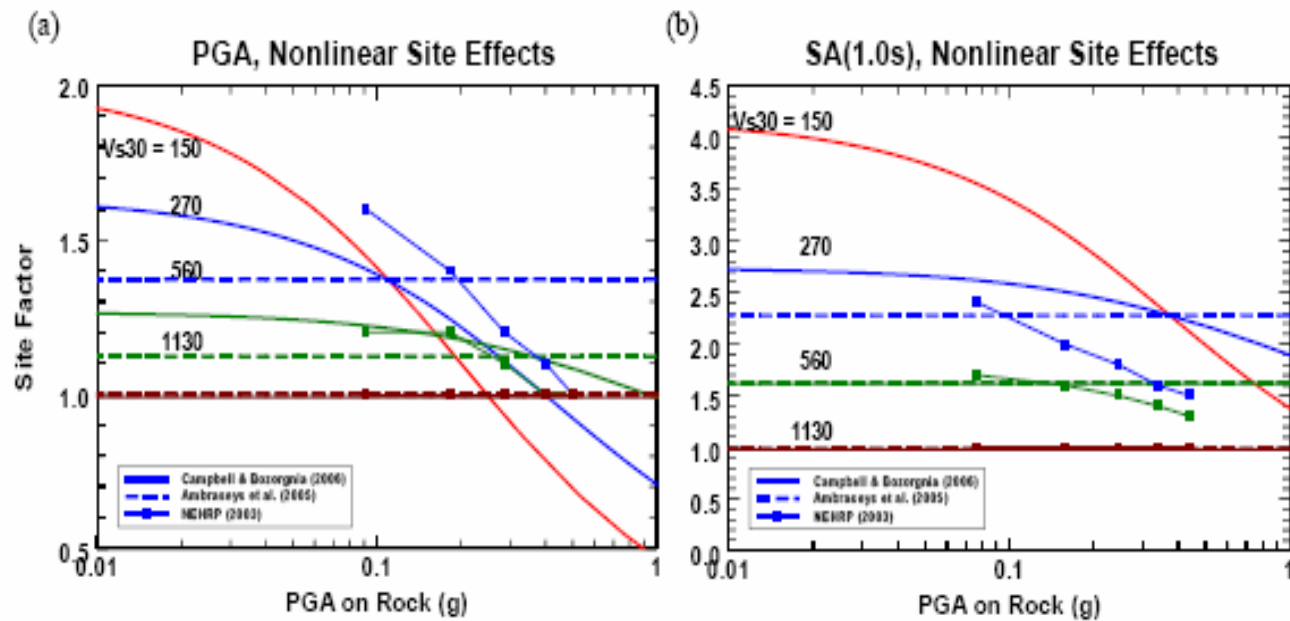 (a)
PGA, Nonlinear Site Effects
2.0
1.5
1.0
0.5
Site Factor
Vs30 = 150
270
560
1130
Campbell & Bozorgnia (2006)
Ambraseys et al. (2005)
NEHRP (2003)
0.01
0.1
1
PGA on Rock (g)
(b)
SA(1.0s), Nonlinear Site Effects
4.5
4.0
3.5
3.0
2.5
2.0
1.5
1.0
0.5
0.0
Vs30 = 150
270
560
1130
Campbell & Bozorgnia (2006)
Ambraseys et al. (2005)
NEHRP (2003)
0.01
0.1
1
PGA on Rock (g)